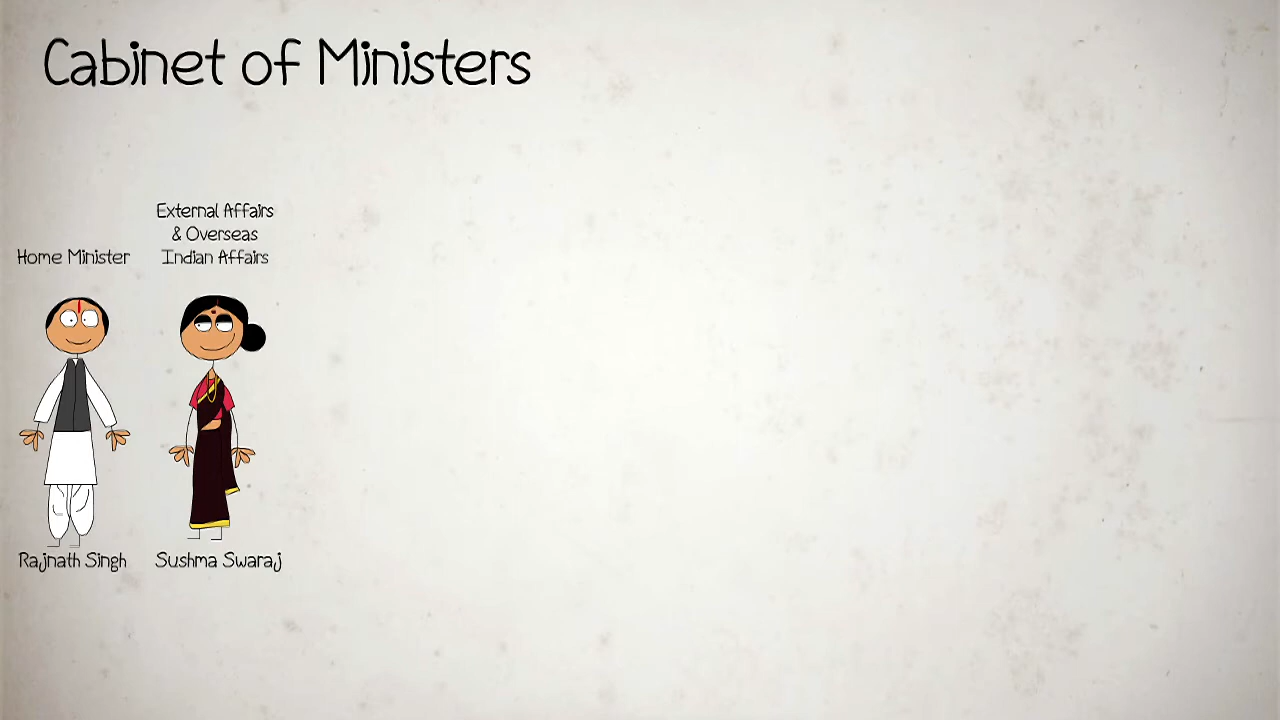 Cabinet of Ministers
External Affairs
& Overseas
Indian Affairs
Home Minister
Rajnath Singh
Sushma Swaraj